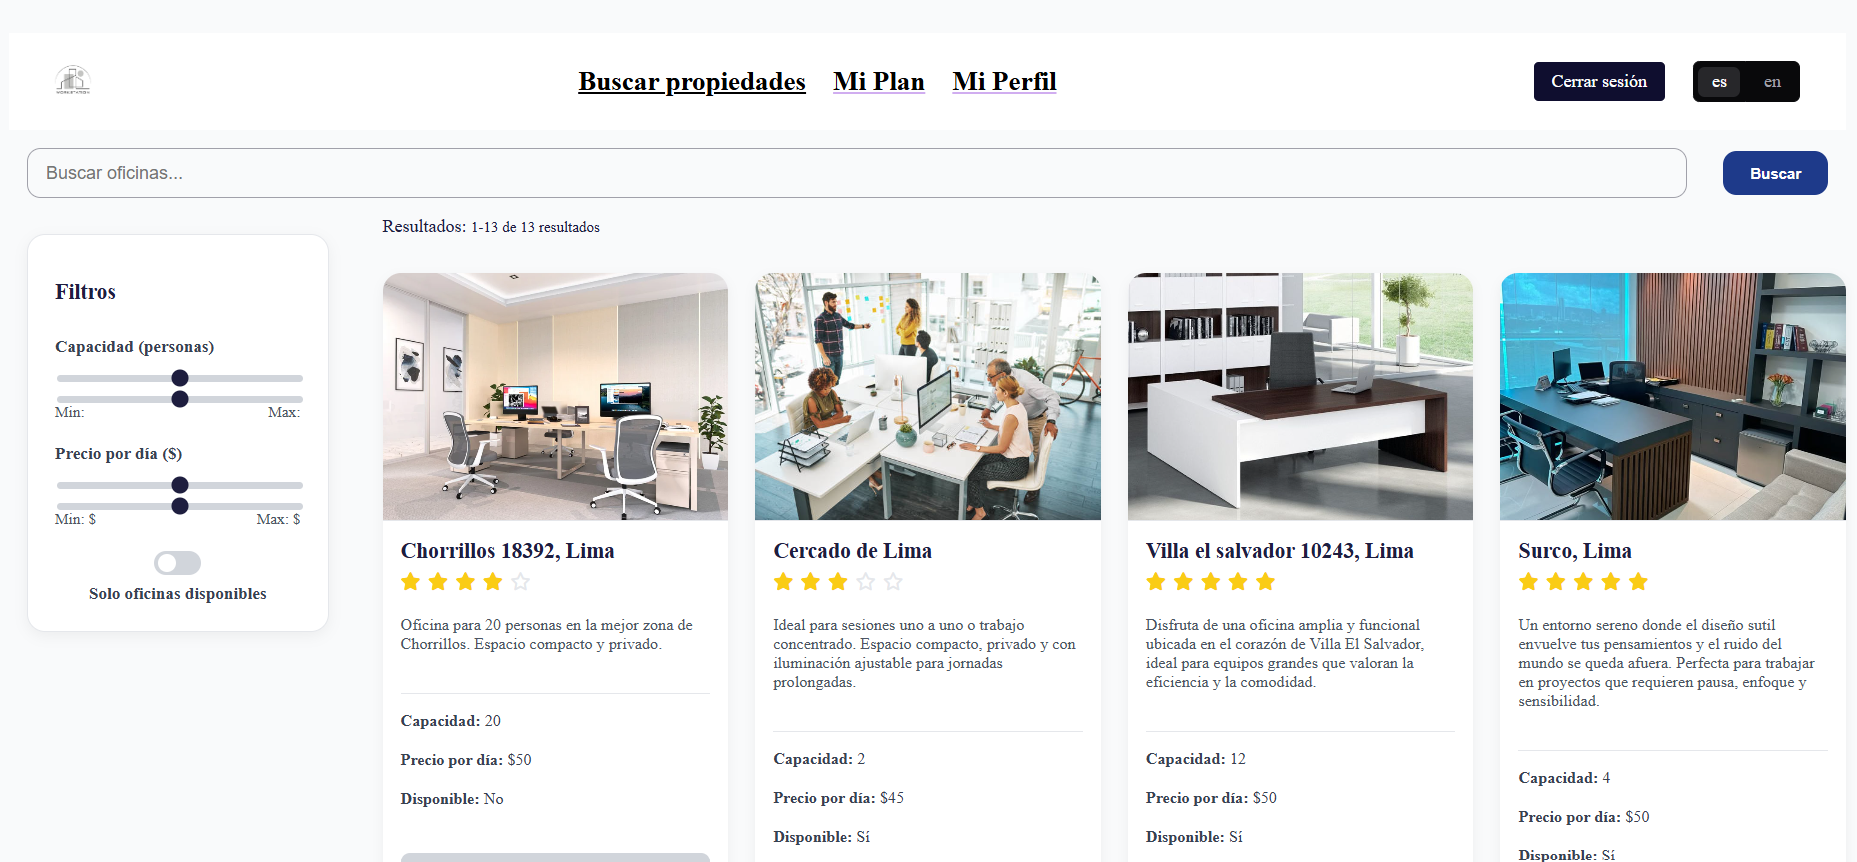 WORKSTATION
Buscar propiedades
Mi Plan
Mi Perfil
Cerrar sesión
es
en
Buscar oficinas...
Buscar
Resultados: 1-13 de 13 resultados
Filtros
Capacidad (personas)
Min:
Max:
Precio por día ($)
Min: $
Max: $
Solo oficinas disponibles
Chorrillos 18392, Lima
Oficina para 20 personas en la mejor zona de
Chorrillos. Espacio compacto y privado.
Capacidad: 20
Precio por día: $50
Disponible: No
Cercado de Lima
Ideal para sesiones uno a uno o trabajo
concentrado. Espacio compacto, privado y con
iluminación ajustable para jornadas
prolongadas.
Capacidad: 2
Precio por día: $45
Disponible: Sí
Villa el salvador 10243, Lima
Disfruta de una oficina amplia y funcional
ubicada en el corazón de Villa El Salvador,
ideal para equipos grandes que valoran la
eficiencia y la comodidad.
Capacidad: 12
Precio por día: $50
Disponible: Sí
Surco, Lima
Un entorno sereno donde el diseño sutil
envuelve tus pensamientos y el ruido del
mundo se queda afuera. Perfecta para trabajar
en proyectos que requieren pausa, enfoque y
sensibilidad.
Capacidad: 4
Precio por día: $50
Disponible: Sí